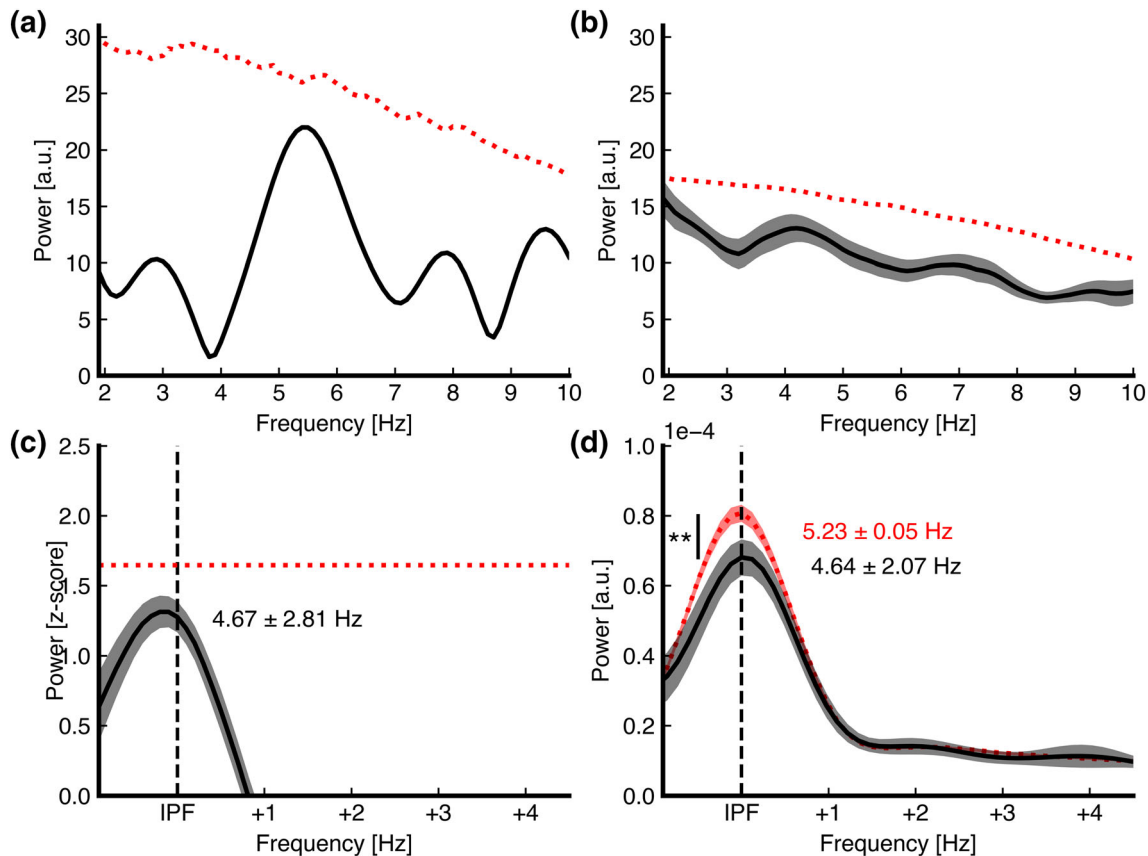 (a)
30
25
20
15
10
5
0
Power [a.u.]
2 3 4 5 6 7 8 9 10
Frequency [Hz]
(b)
30
25
20
15
10
5
0
Power [a.u.]
2 3 4 5 6 7 8 9 10
Frequency [Hz]
(c)
2.5
2.0
1.5
1.0
0.5
0.0
Power [z-score]
4.67 ± 2.81 Hz
IPF +1 +2 +3 +4
Frequency [Hz]
(d)
1e−4
1.0
0.8
0.6
0.4
0.2
0.0
Power [a.u.]
**
5.23 ± 0.05 Hz
4.64 ± 2.07 Hz
IPF +1 +2 +3 +4
Frequency [Hz]